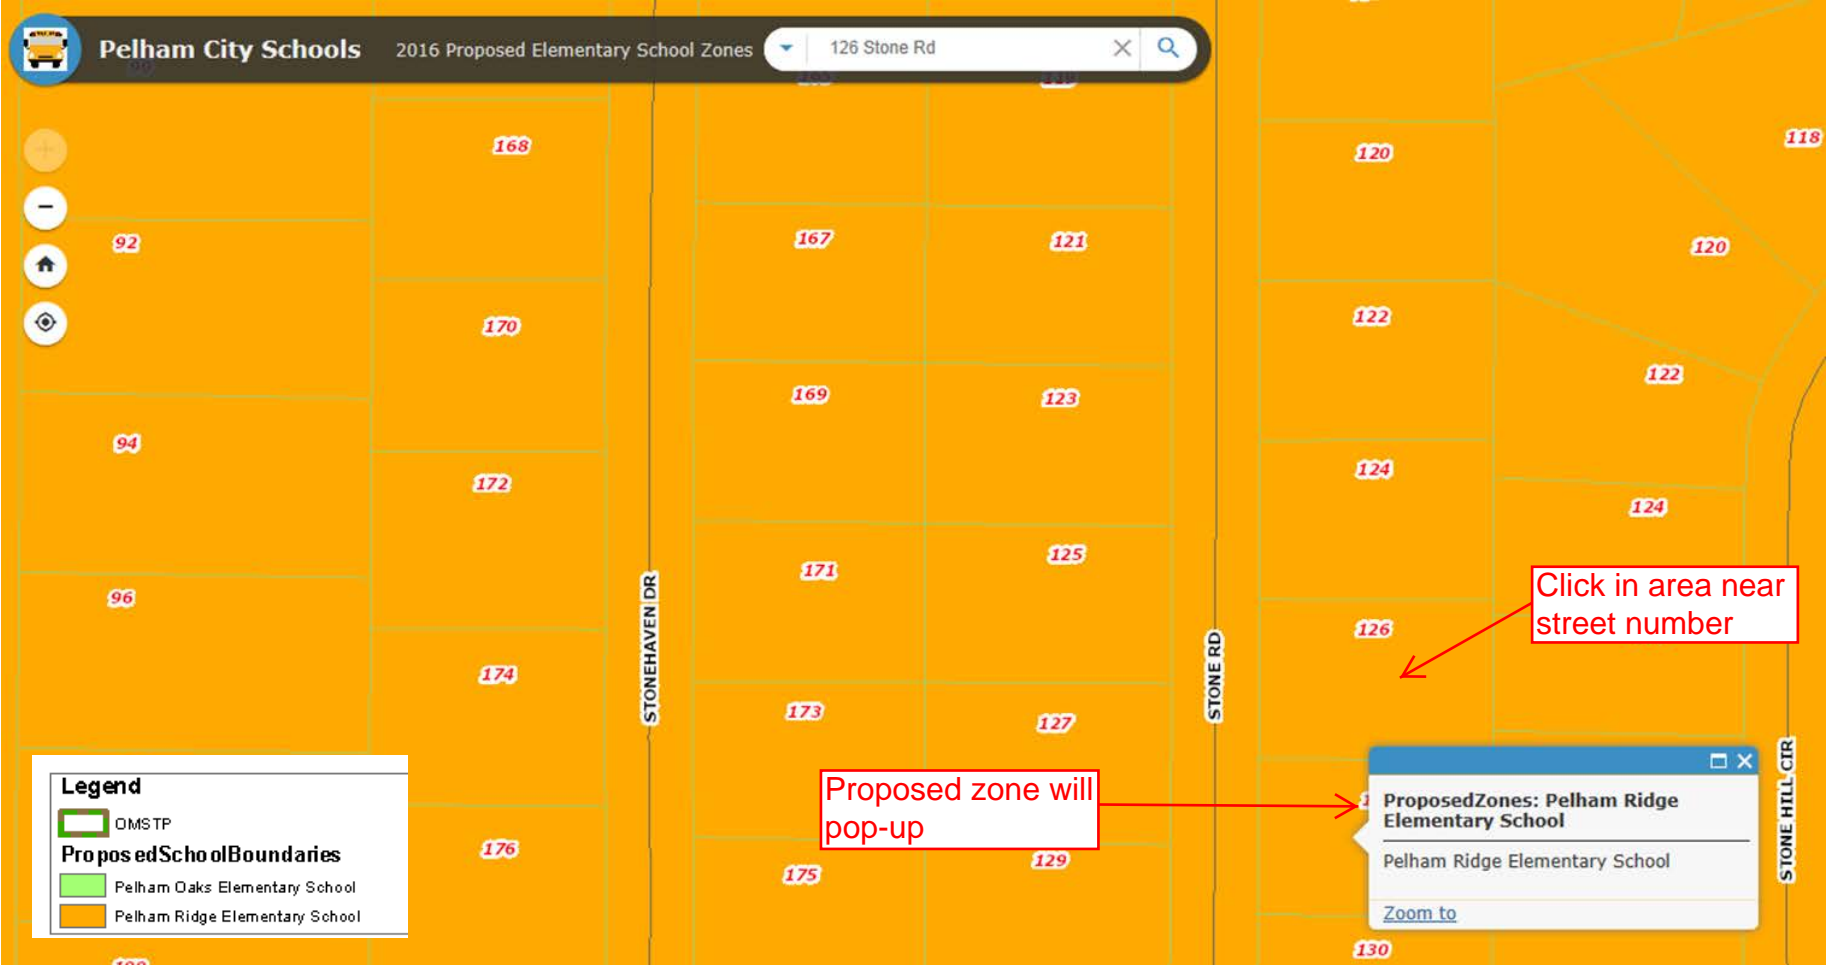 Pelham City Schools
2016 Proposed Elementary School Zones
126 Stone Rd
168
120
118
92
167
121
120
170
122
122
169
123
94
172
124
124
125
171
96
Click in area near
street number
126
STONEHAVEN DR
STONE RD
174
173
127
STONE HILL CIR
Proposed zone will
pop-up
ProposedZones: Pelham Ridge
Elementary School
Pelham Ridge Elementary School
Zoom to
176
129
175
130
Legend
OMSTP
ProposedSchoolBoundaries
Pelham Oaks Elementary School
Pelham Ridge Elementary School